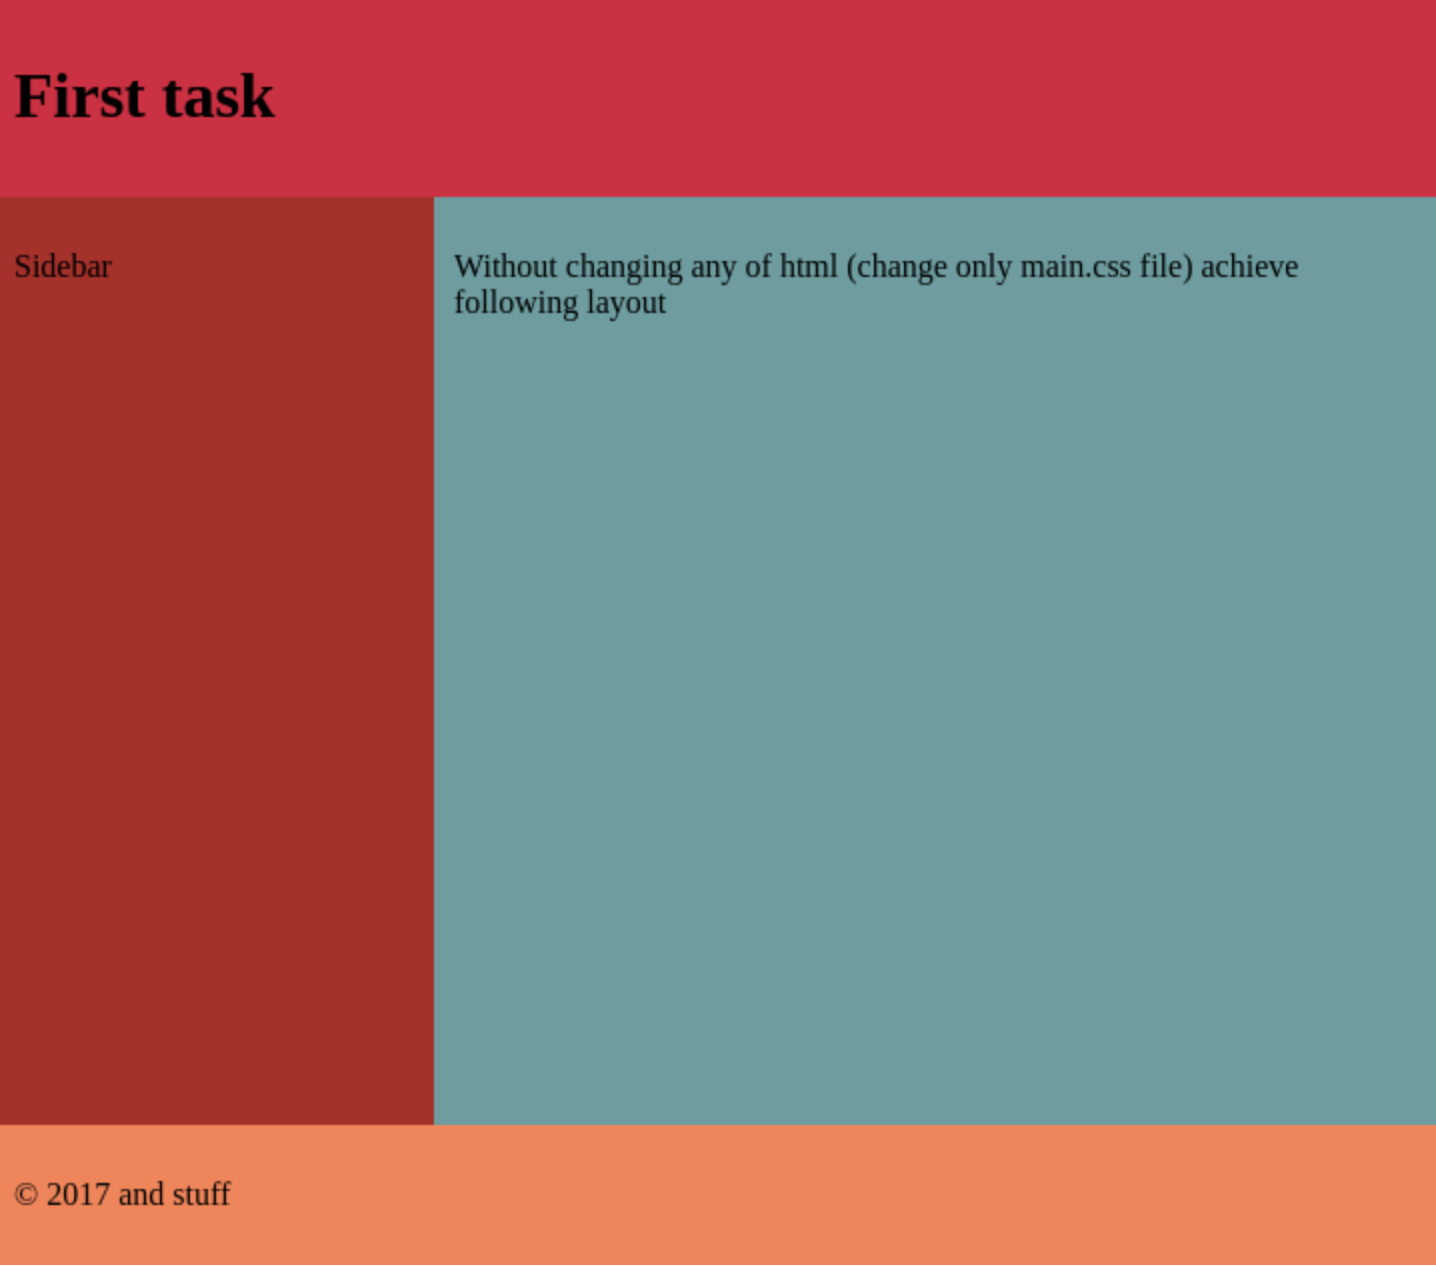 First task
Sidebar
Without changing any of html (change only main.css file) achieve
following layout
© 2017 and stuff